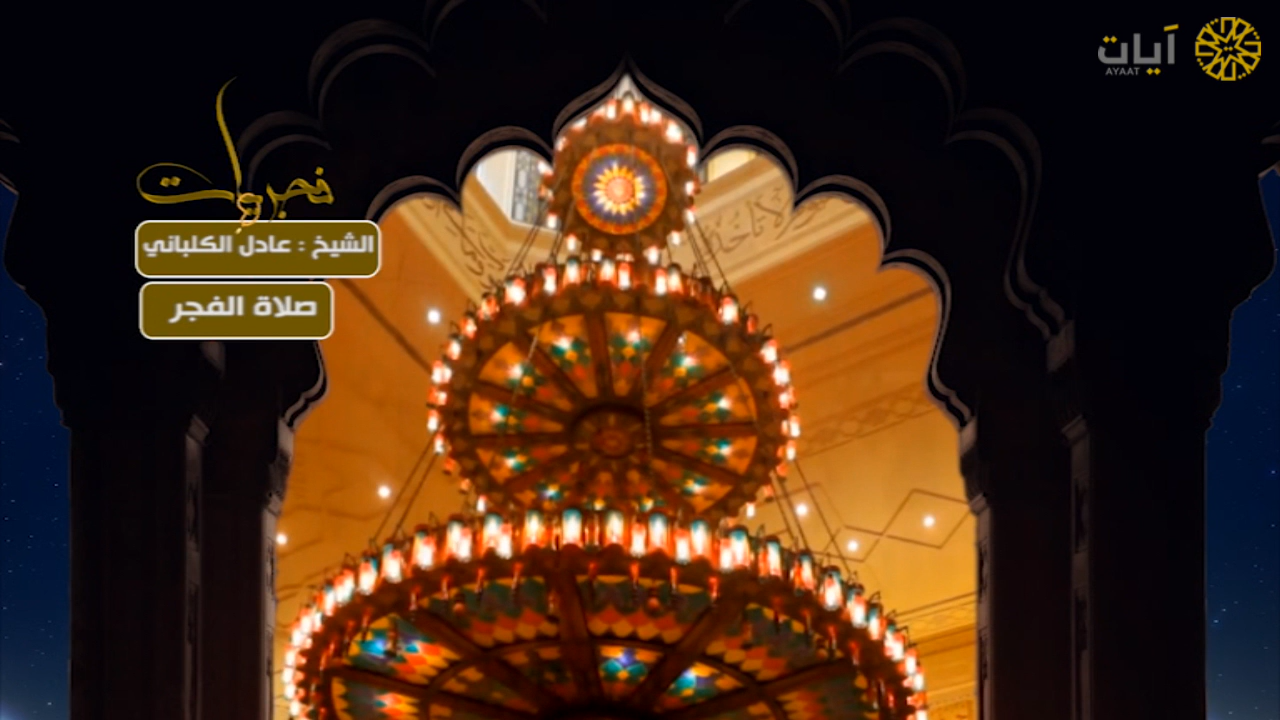 آيات
AYAAT
فجريات
الشيخ : عادل الكلباني
صلاة الفجر